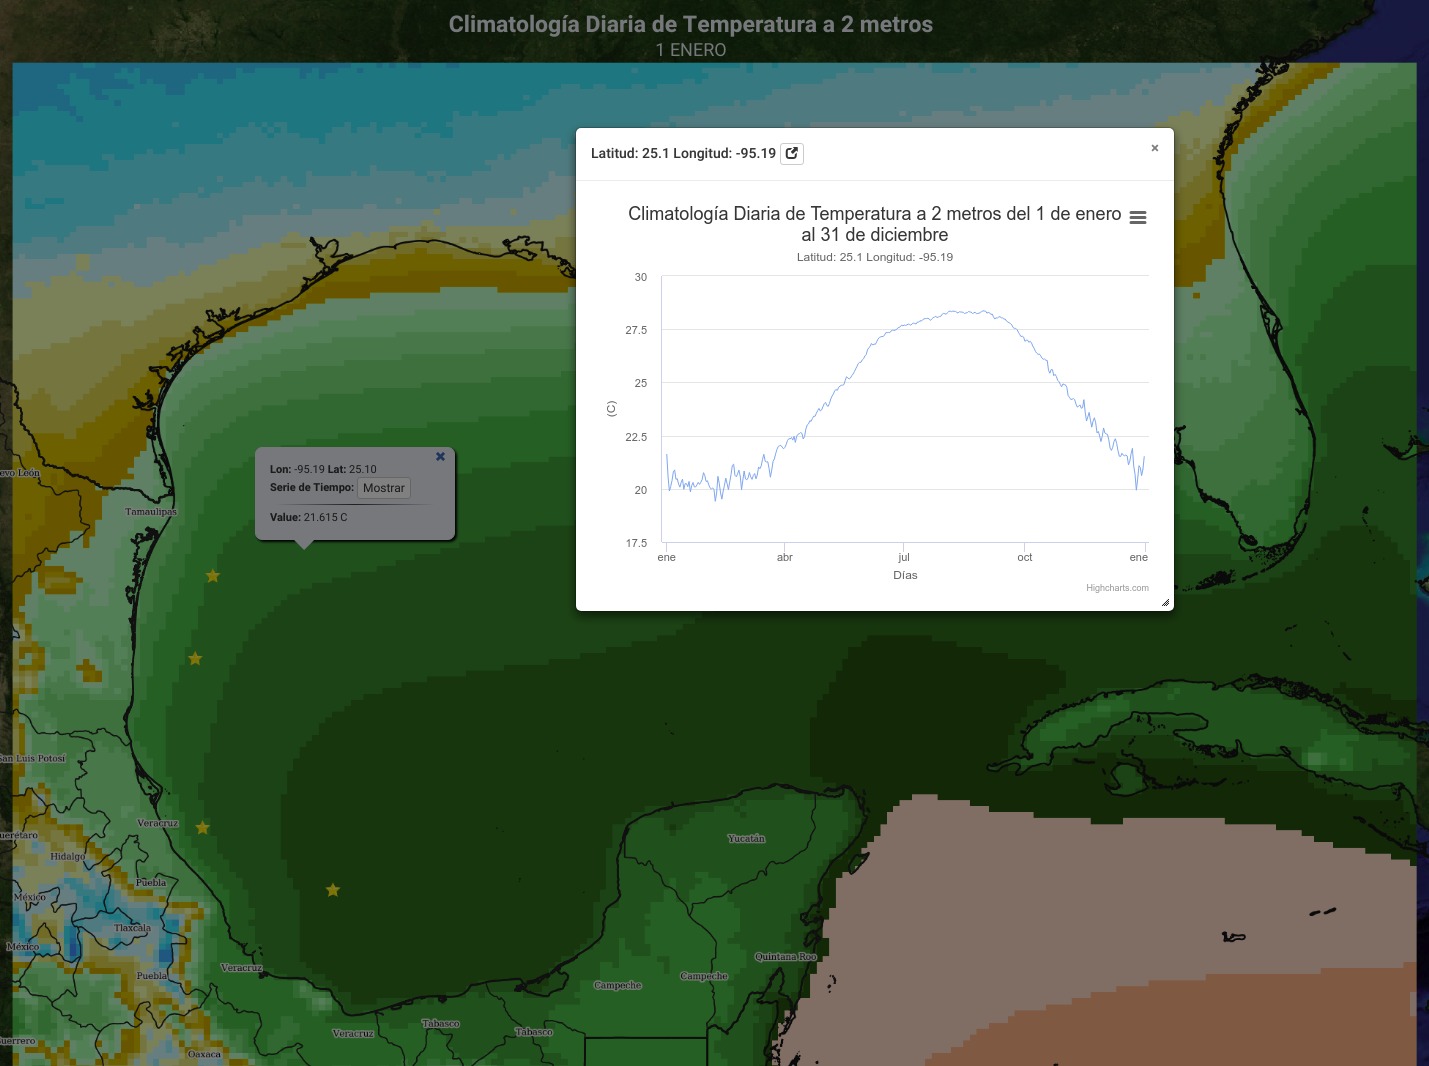 Climatología Diaria de Temperatura a 2 metros
1 ENERO
Latitud: 25.1 Longitud: -95.19
×
Climatología Diaria de Temperatura a 2 metros del 1 de enero
al 31 de diciembre
Latitud: 25.1 Longitud: -95.19
30
27.5
25
22.5
20
17.5
(C)
ene
abr
jul
oct
ene
Días
Highcharts.com
Lon: -95.19 Lat: 25.10
Serie de Tiempo: Mostrar
Value: 21.615 C
evo León
Tamaulipas
San Luis Potosí
Veracruz
uerétaro
Hidalgo
Yucatán
Puebla
México
Tlaxcala
México
Quintana Roo
Veracruz
Puebla
Campeche
Campeche
Tabasco
Veracruz
Tabasco
uerrero
Oaxaca